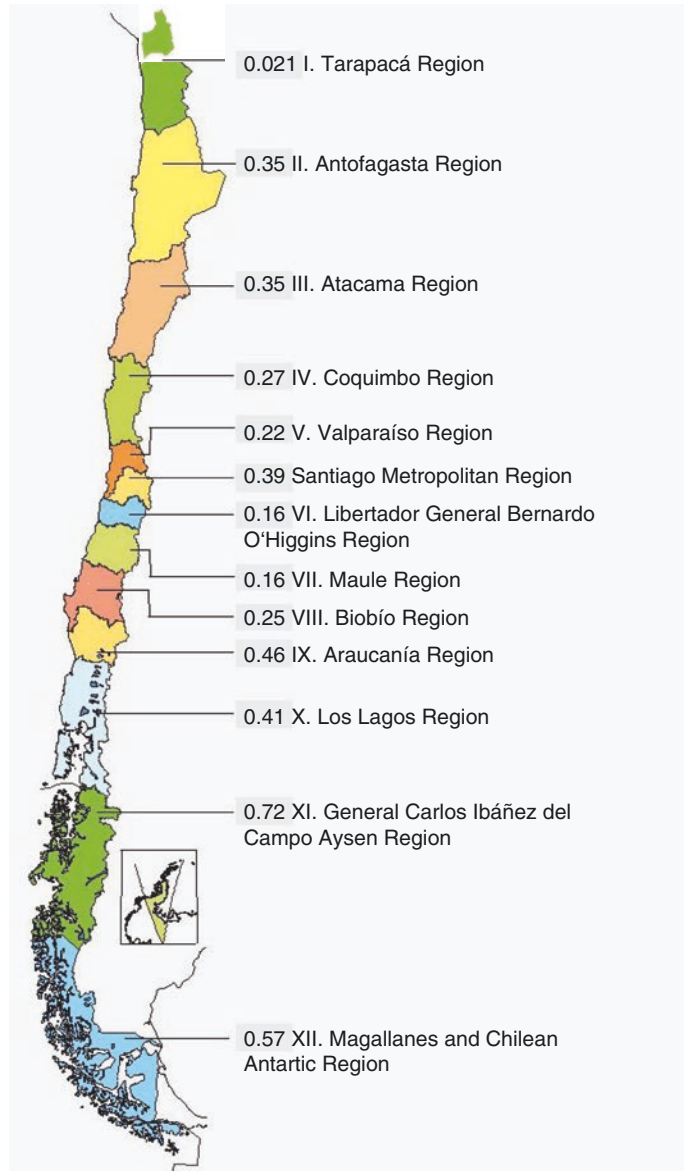 0.021 I. Tarapacá Region
0.35 II. Antofagasta Region
0.35 III. Atacama Region
0.27 IV. Coquimbo Region
0.22 V. Valparaíso Region
0.39 Santiago Metropolitan Region
0.16 VI. Libertador General Bernardo
O‘Higgins Region
0.16 VII. Maule Region
0.25 VIII. Biobío Region
0.46 IX. Araucanía Region
0.41 X. Los Lagos Region
0.72 XI. General Carlos Ibáñez del
Campo Aysen Region
0.57 XII. Magallanes and Chilean
Antartic Region